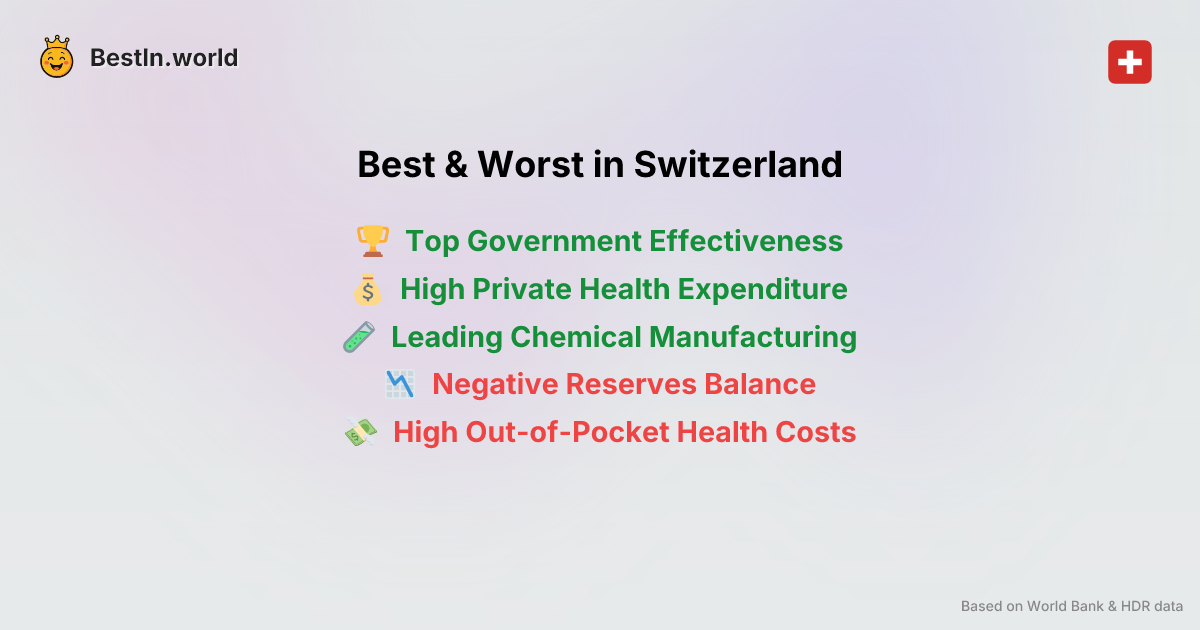 BestIn.world
Best & Worst in Switzerland
Top Government Effectiveness
High Private Health Expenditure
Leading Chemical Manufacturing
Negative Reserves Balance
High Out-of-Pocket Health Costs
Based on World Bank & HDR data